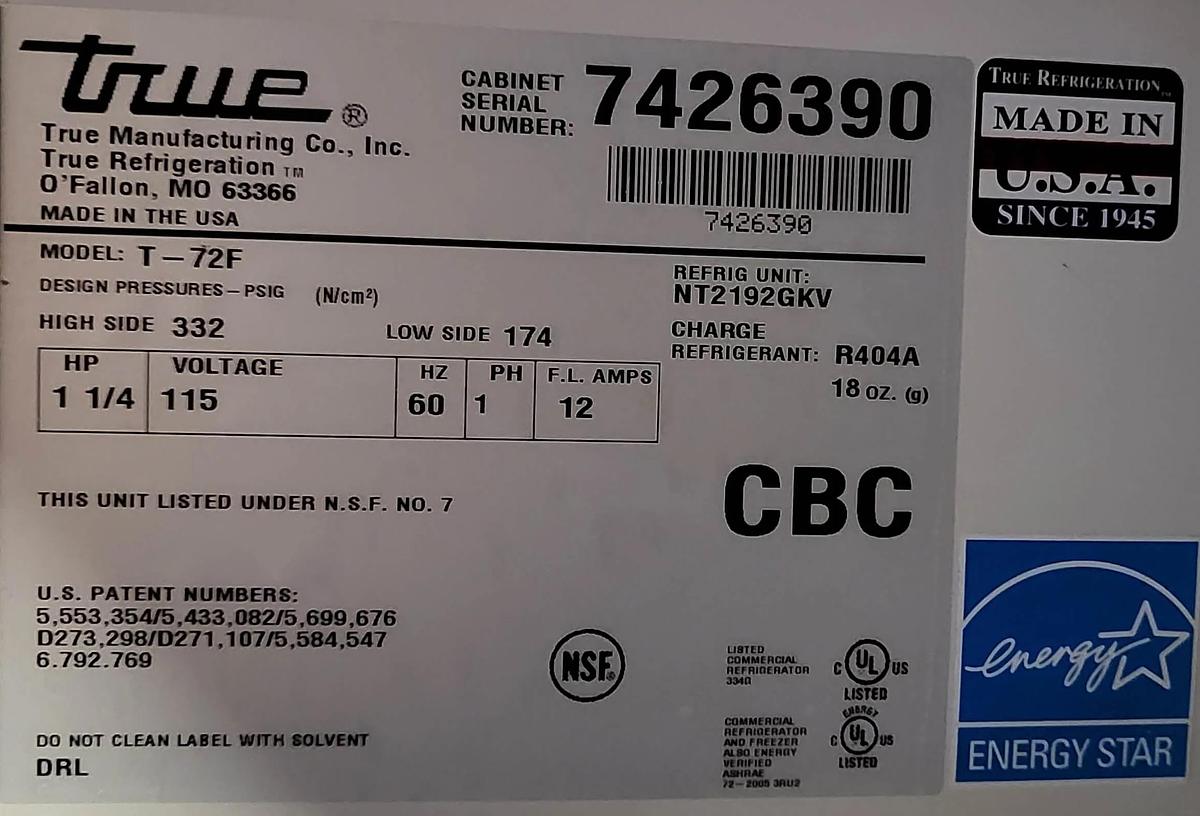 true®
True Manufacturing Co., Inc.
True Refrigeration TM
O'Fallon, MO 63366
MADE IN THE USA
CABINET
SERIAL
NUMBER: 7426390
7426390
TRUE REFRIGERATION TM
MADE IN
U.S.A.
SINCE 1945
MODEL: T-72F
DESIGN PRESSURES-PSIG (N/cm²)
HIGH SIDE 332 LOW SIDE 174
REFRIG UNIT:
NT2192GKV
CHARGE
REFRIGERANT: R404A
18 OZ. (g)
HP VOLTAGE HZ PH F.L. AMPS
1 1/4 115 60 1 12
THIS UNIT LISTED UNDER N.S.F. NO. 7
CBC
U.S. PATENT NUMBERS:
5,553,354/5,433,082/5,699,676
D273,298/D271,107/5,584,547
6.792.769
DO NOT CLEAN LABEL WITH SOLVENT
DRL
NSF®
LISTED
COMMERCIAL
REFRIGERATOR
C UL US
LISTED
COMMERCIAL
REFRIGERATOR
AND FREEZER
ALSO ENERGY
VERIFIED
ASHRAE
72-2005 3RU2
ENERGY
C UL US
LISTED
energy
ENERGY STAR